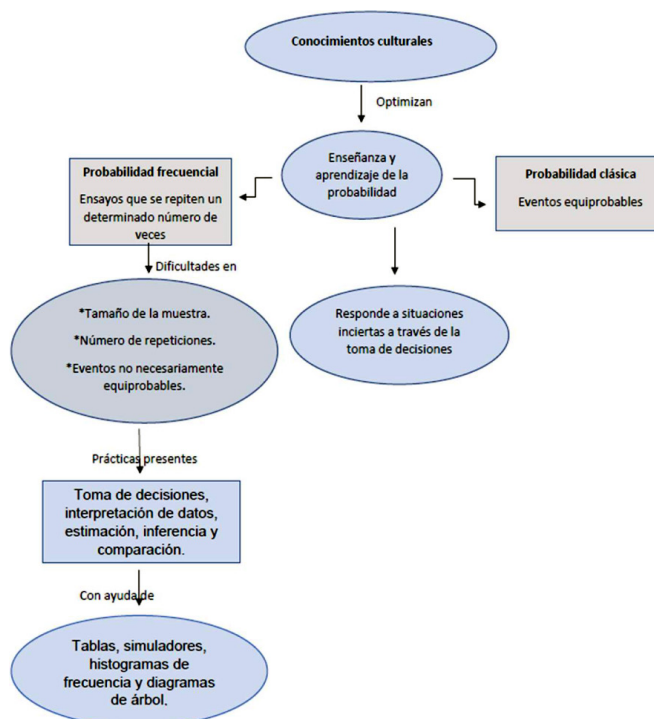 Conocimientos culturales
Optimizan
Enseñanza y
aprendizaje de la
probabilidad
Probabilidad frecuencial
Ensayos que se repiten un
determinado número de
veces
Probabilidad clásica
Eventos equiprobables
Dificultades en
*Tamaño de la muestra.
*Número de repeticiones.
*Eventos no necesariamente
equiprobables.
Responde a situaciones
inciertas a través de la
toma de decisiones
Prácticas presentes
Toma de decisiones,
interpretación de datos,
estimación, inferencia y
comparación.
Con ayuda de
Tablas, simuladores,
histogramas de
frecuencia y diagramas
de árbol.